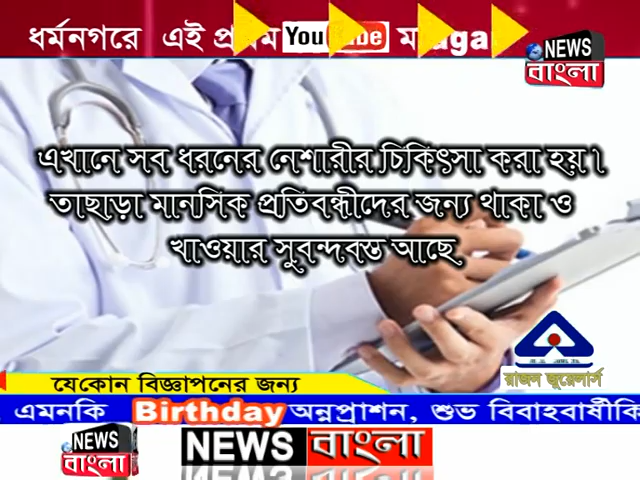 ধর্মনগরে এই প্রথম YouTube
NEWS
বাংলা
এখানে সব ধরনের নেশারীর চিকিৎসা করা হয়।
তাছাড়া মানসিক প্রতিবন্ধীদের জন্য থাকা ও
খাওয়ার সুবন্দবস্ত আছে.
রাজল জুয়েলার্স
যেকোন বিজ্ঞাপনের জন্য
এমনকি Birthday অন্নপ্রাশন, শুভ বিবাহবার্ষীকি
NEWS
বাংলা
NEWS বাংলা